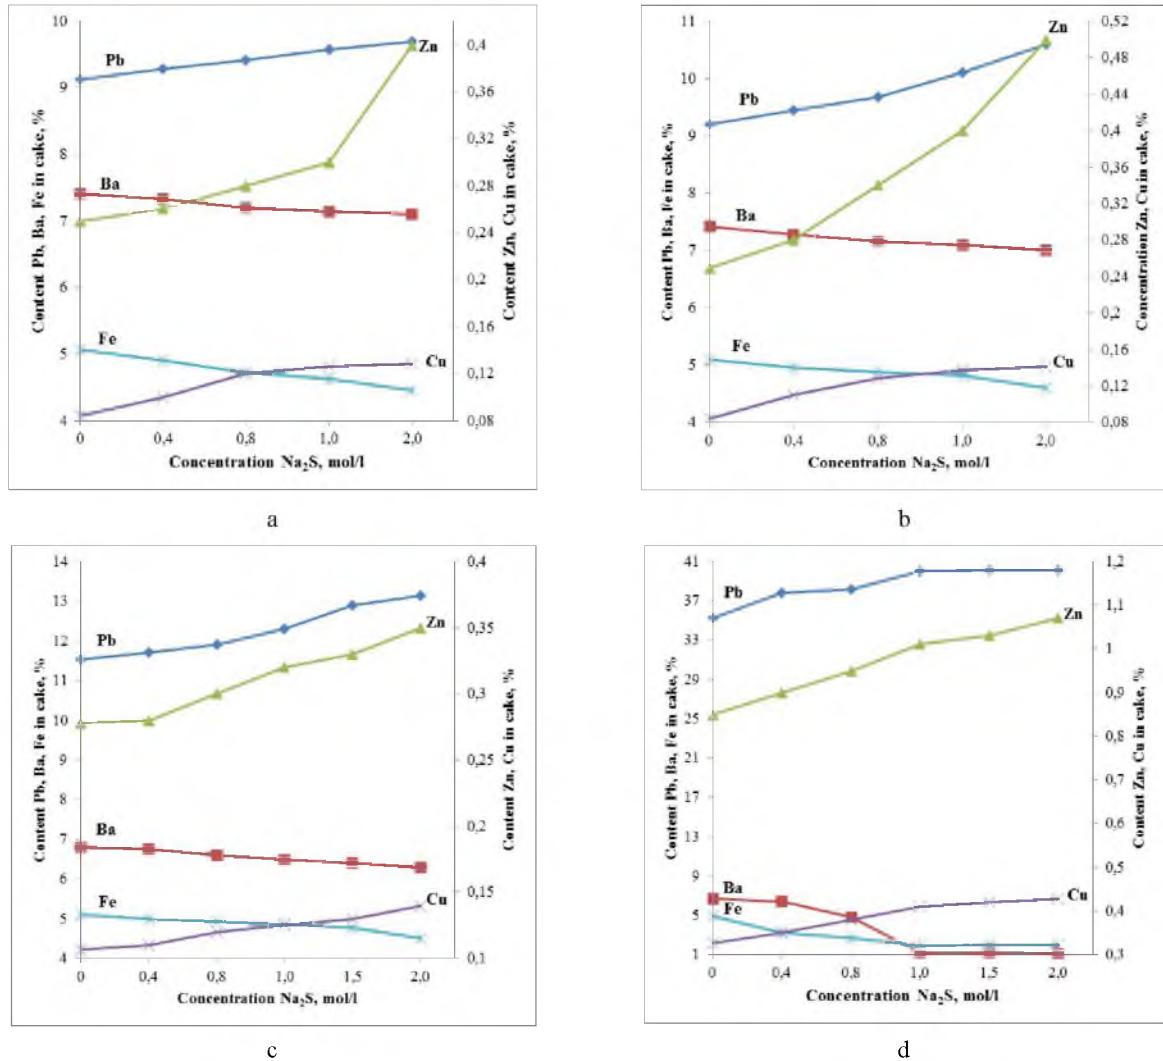 10
9
8
7
6
5
4
0,4
0,36
0,32
0,28
0,24
0,2
0,16
0,12
0,08
Pb
Zn
Ba
Fe
Cu
Content Pb, Ba, Fe in cake, %
Content Zn, Cu in cake, %
0 0,4 0,8 1,0 2,0
Concentration Na₂S, mol/l
a
11
10
9
8
7
6
5
4
0,52
0,48
0,44
0,4
0,36
0,32
0,28
0,24
0,2
0,16
0,12
0,08
Zn
Pb
Ba
Fe
Cu
Content Pb, Ba, Fe in cake, %
Concentration Zn, Cu in cake, %
0 0,4 0,8 1,0 2,0
Concentration Na₂S, mol/l
b
14
13
12
11
10
9
8
7
6
5
4
0,4
0,35
0,3
0,25
0,2
0,15
0,1
Pb
Zn
Ba
Fe
Cu
Content Pb, Ba, Fe in cake, %
Content Zn, Cu in cake, %
0 0,4 0,8 1,0 1,5 2,0
Concentration Na₂S, mol/l
c
41
37
33
29
25
21
17
13
9
5
1
1,2
1,1
1
0,9
0,8
0,7
0,6
0,5
0,4
0,3
Pb
Zn
Ba
Fe
Cu
Content Pb, Ba, Fe in cake, %
Content Zn, Cu in cake, %
0 0,4 0,8 1,0 1,5 2,0
Concentration Na₂S, mol/l
d